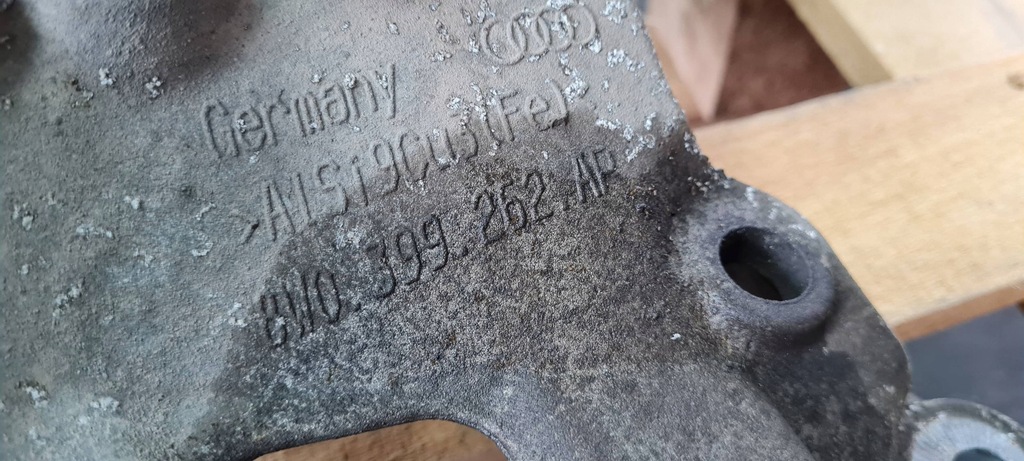 Germany
>AlSi9Cu3(Fe)
8W0.399.262.AP